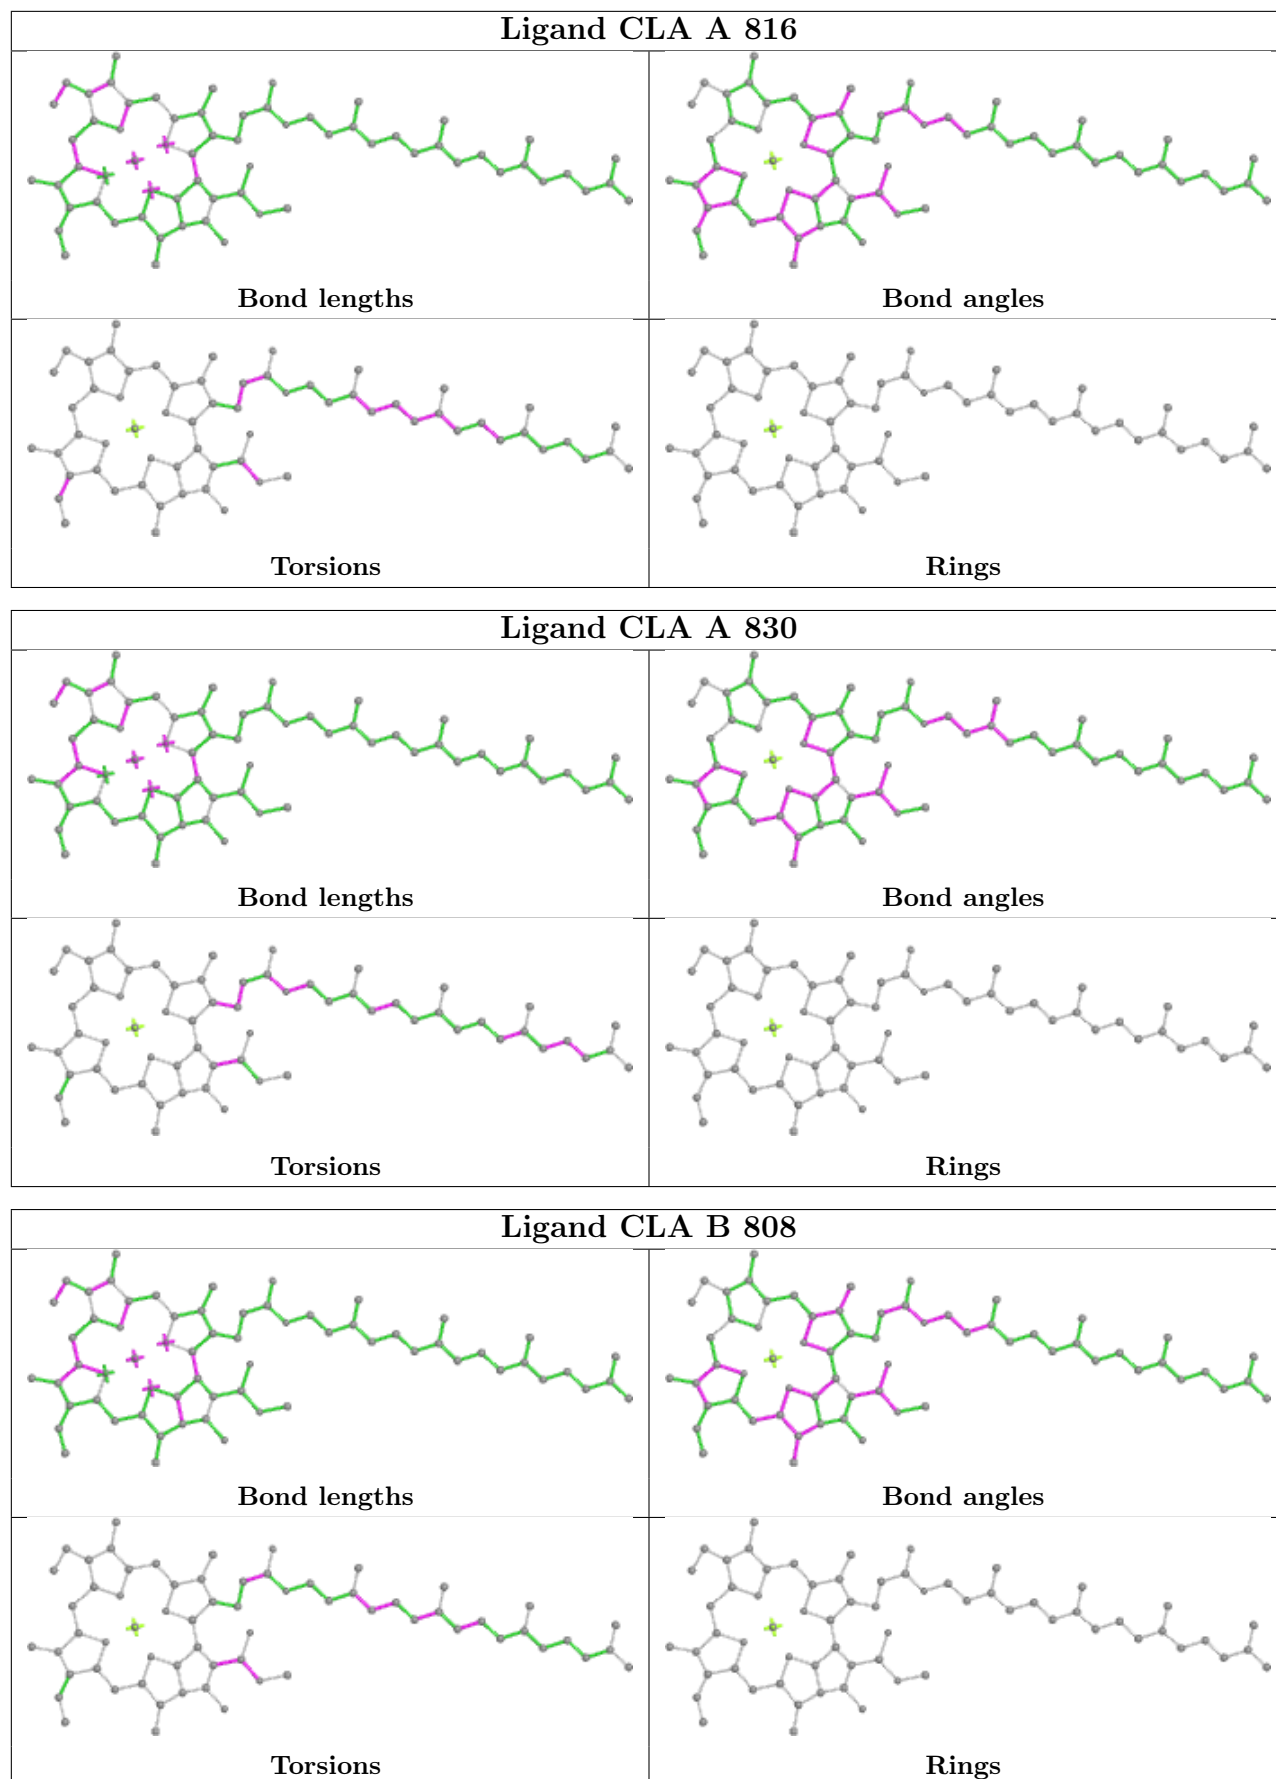 Ligand CLA A 816
Bond lengths
Bond angles
Torsions
Rings
Ligand CLA A 830
Bond lengths
Bond angles
Torsions
Rings
Ligand CLA B 808
Bond lengths
Bond angles
Torsions
Rings